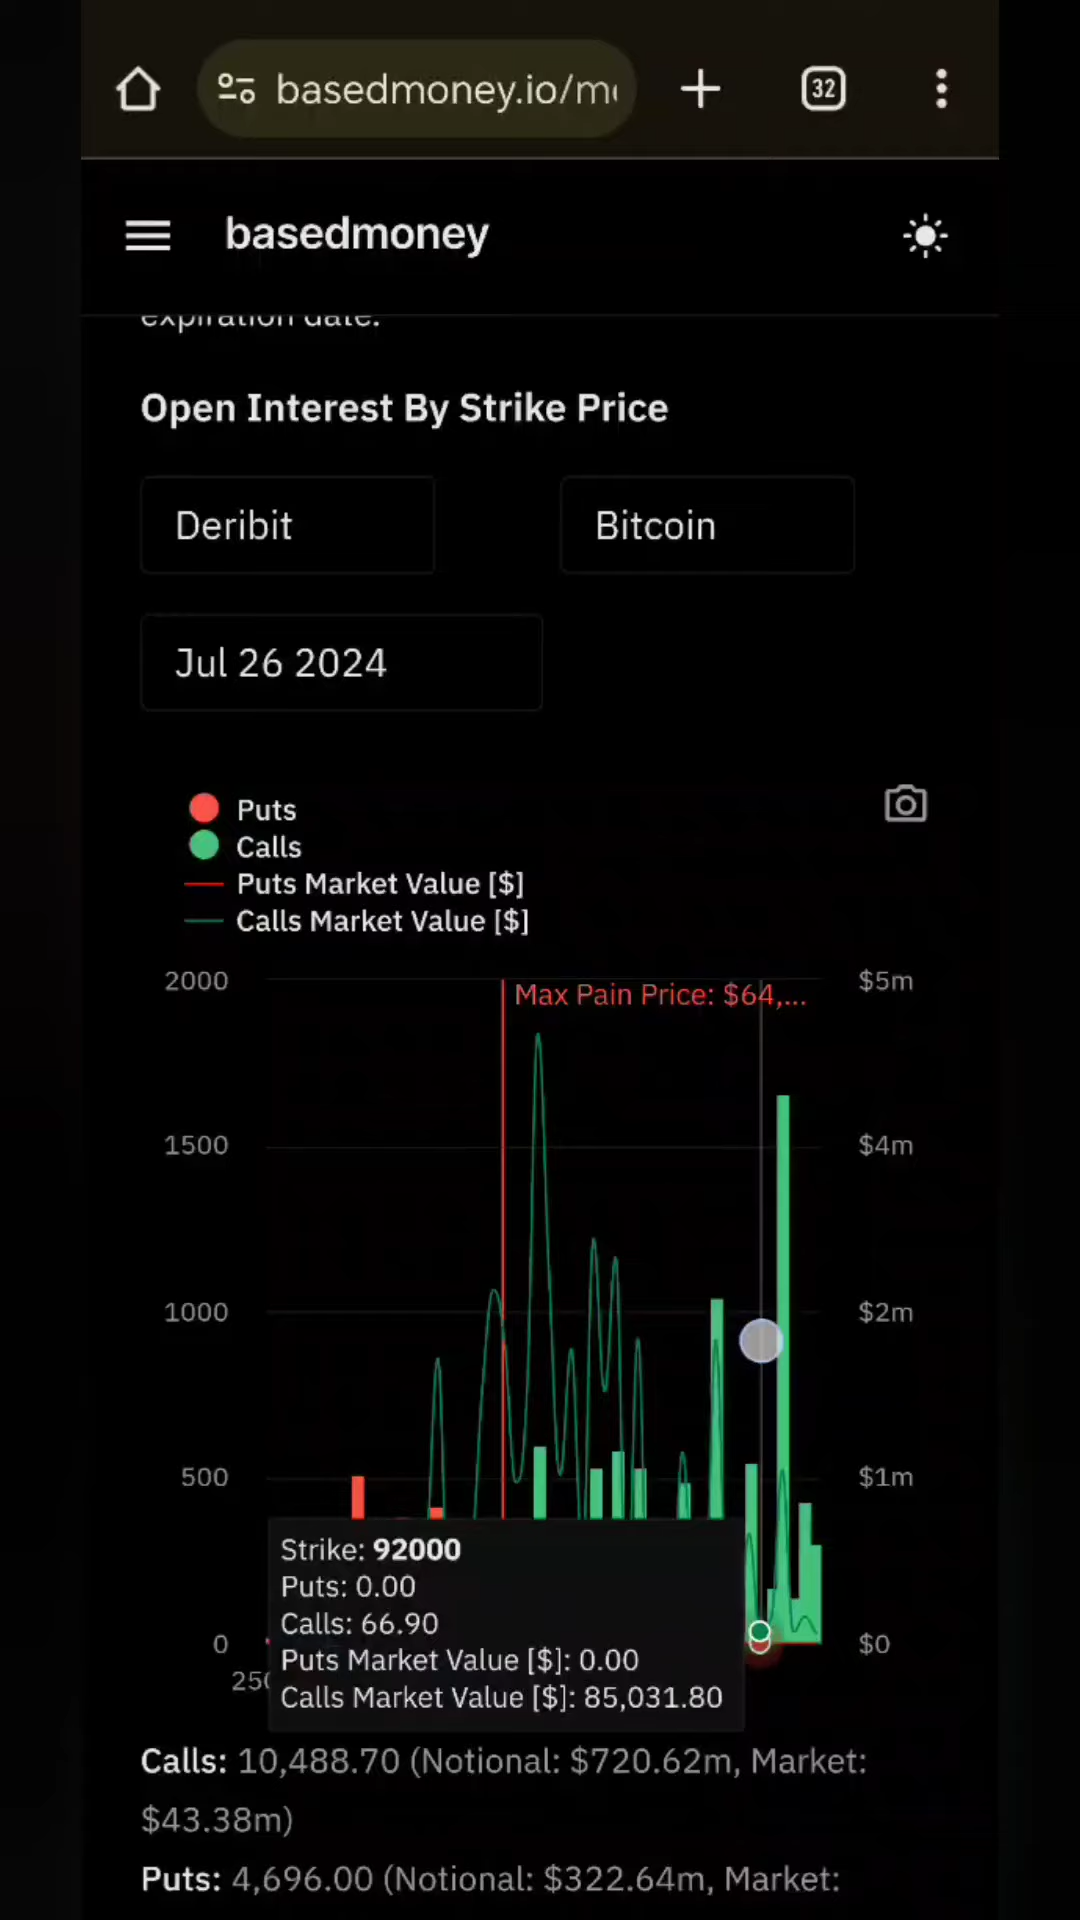 basedmoney.io/m
32
basedmoney
expiration date.
Open Interest By Strike Price
Deribit
Bitcoin
Jul 26 2024
Puts
Calls
Puts Market Value [$]
Calls Market Value [$]
2000
$5m
Max Pain Price: $64,...
1500
$4m
1000
$2m
500
$1m
Strike: 92000
Puts: 0.00
Calls: 66.90
Puts Market Value [$]: 0.00
Calls Market Value [$]: 85,031.80
0
$0
250
Calls: 10,488.70 (Notional: $720.62m, Market:
$43.38m)
Puts: 4,696.00 (Notional: $322.64m, Market: